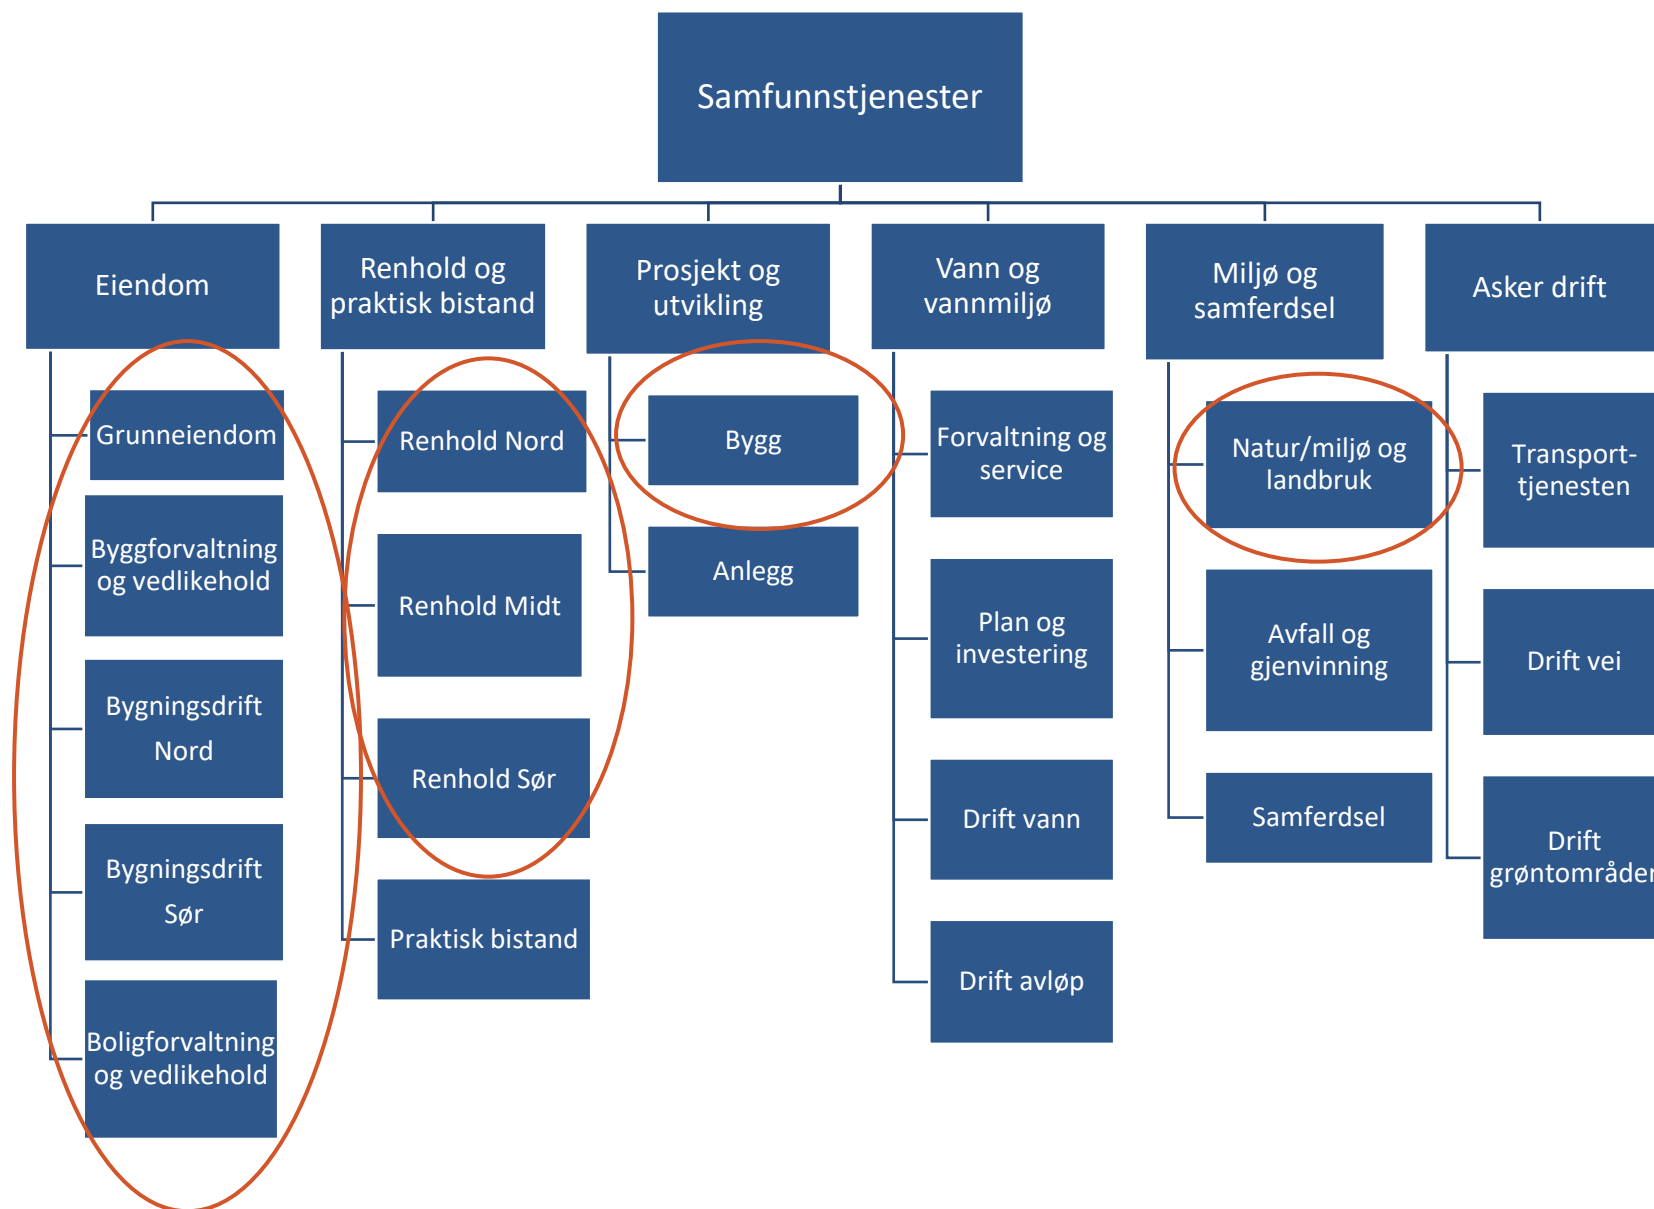 Samfunnstjenester
Eiendom
Grunneiendom
Byggforvaltning
og vedlikehold
Bygningsdrift
Nord
Bygningsdrift
Sør
Boligforvaltning
og vedlikehold
Renhold og
praktisk bistand
Renhold Nord
Renhold Midt
Renhold Sør
Praktisk bistand
Prosjekt og
utvikling
Bygg
Anlegg
Vann og
vannmiljø
Forvaltning og
service
Plan og
investering
Drift vann
Drift avløp
Miljø og
samferdsel
Natur/miljø og
landbruk
Avfall og
gjenvinning
Samferdsel
Asker drift
Transport-
tjenesten
Drift vei
Drift
grøntområder